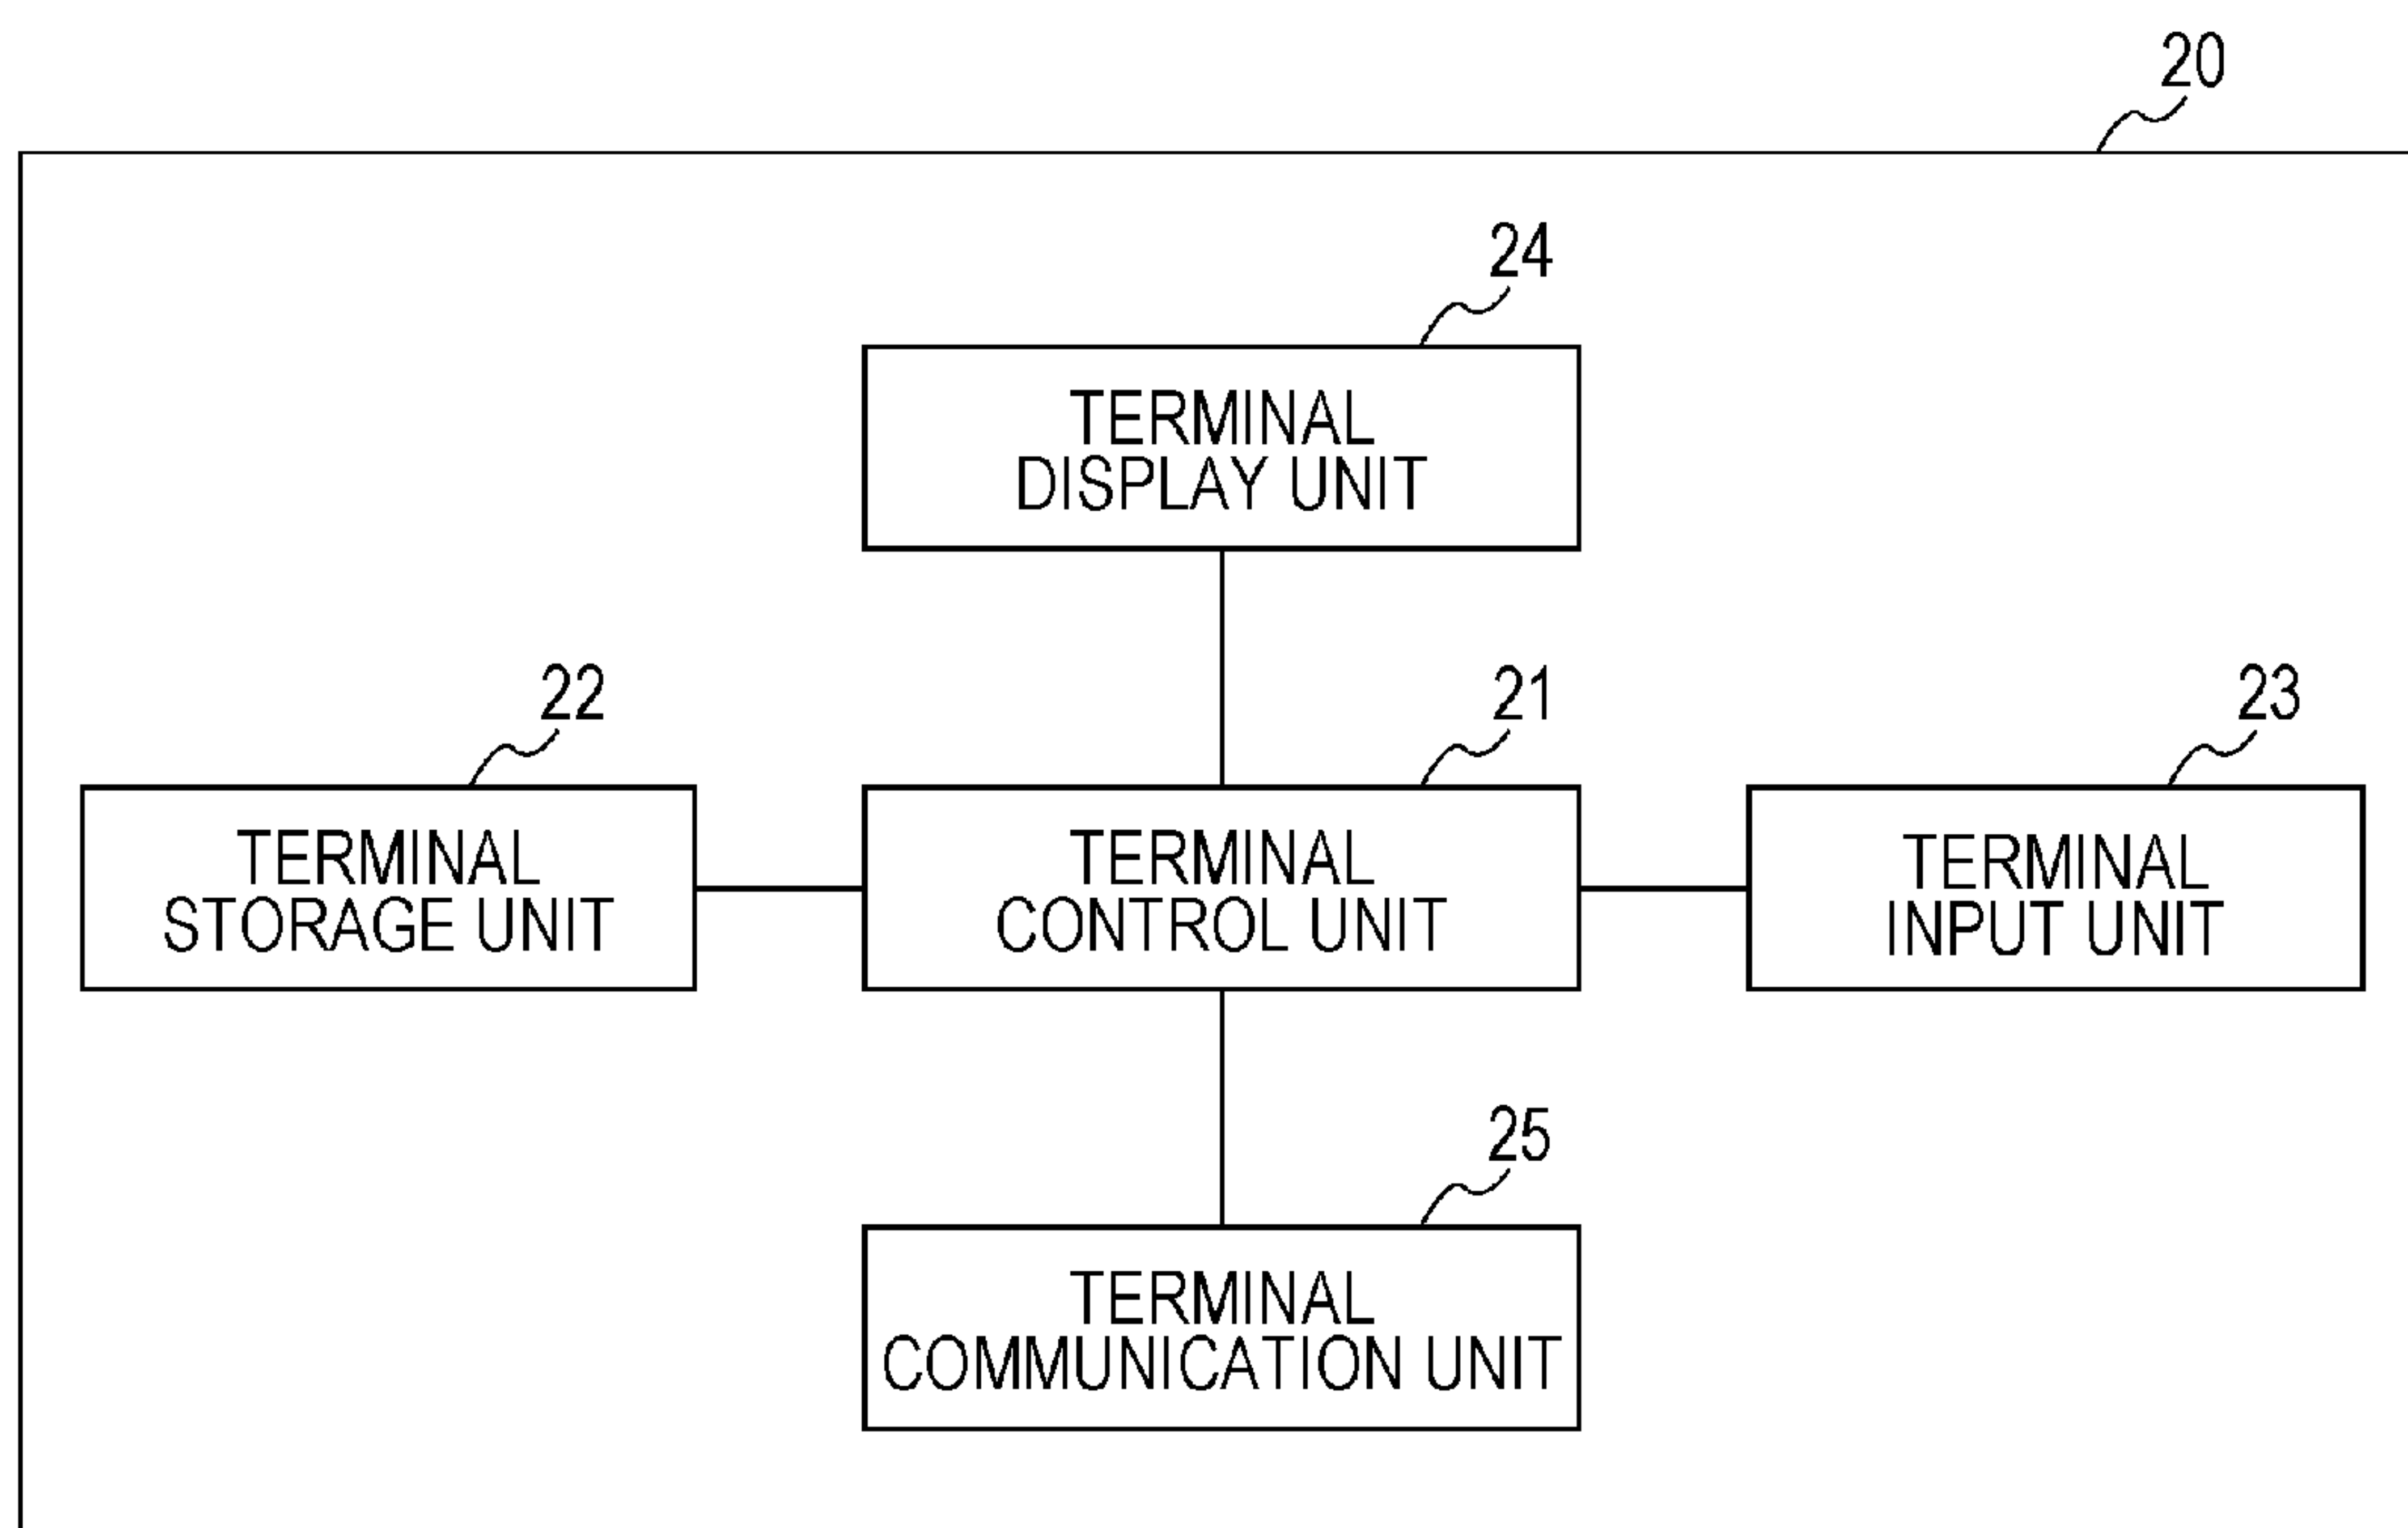 20
24
TERMINAL
DISPLAY UNIT
22
21
23
TERMINAL
STORAGE UNIT
TERMINAL
CONTROL UNIT
TERMINAL
INPUT UNIT
25
TERMINAL
COMMUNICATION UNIT